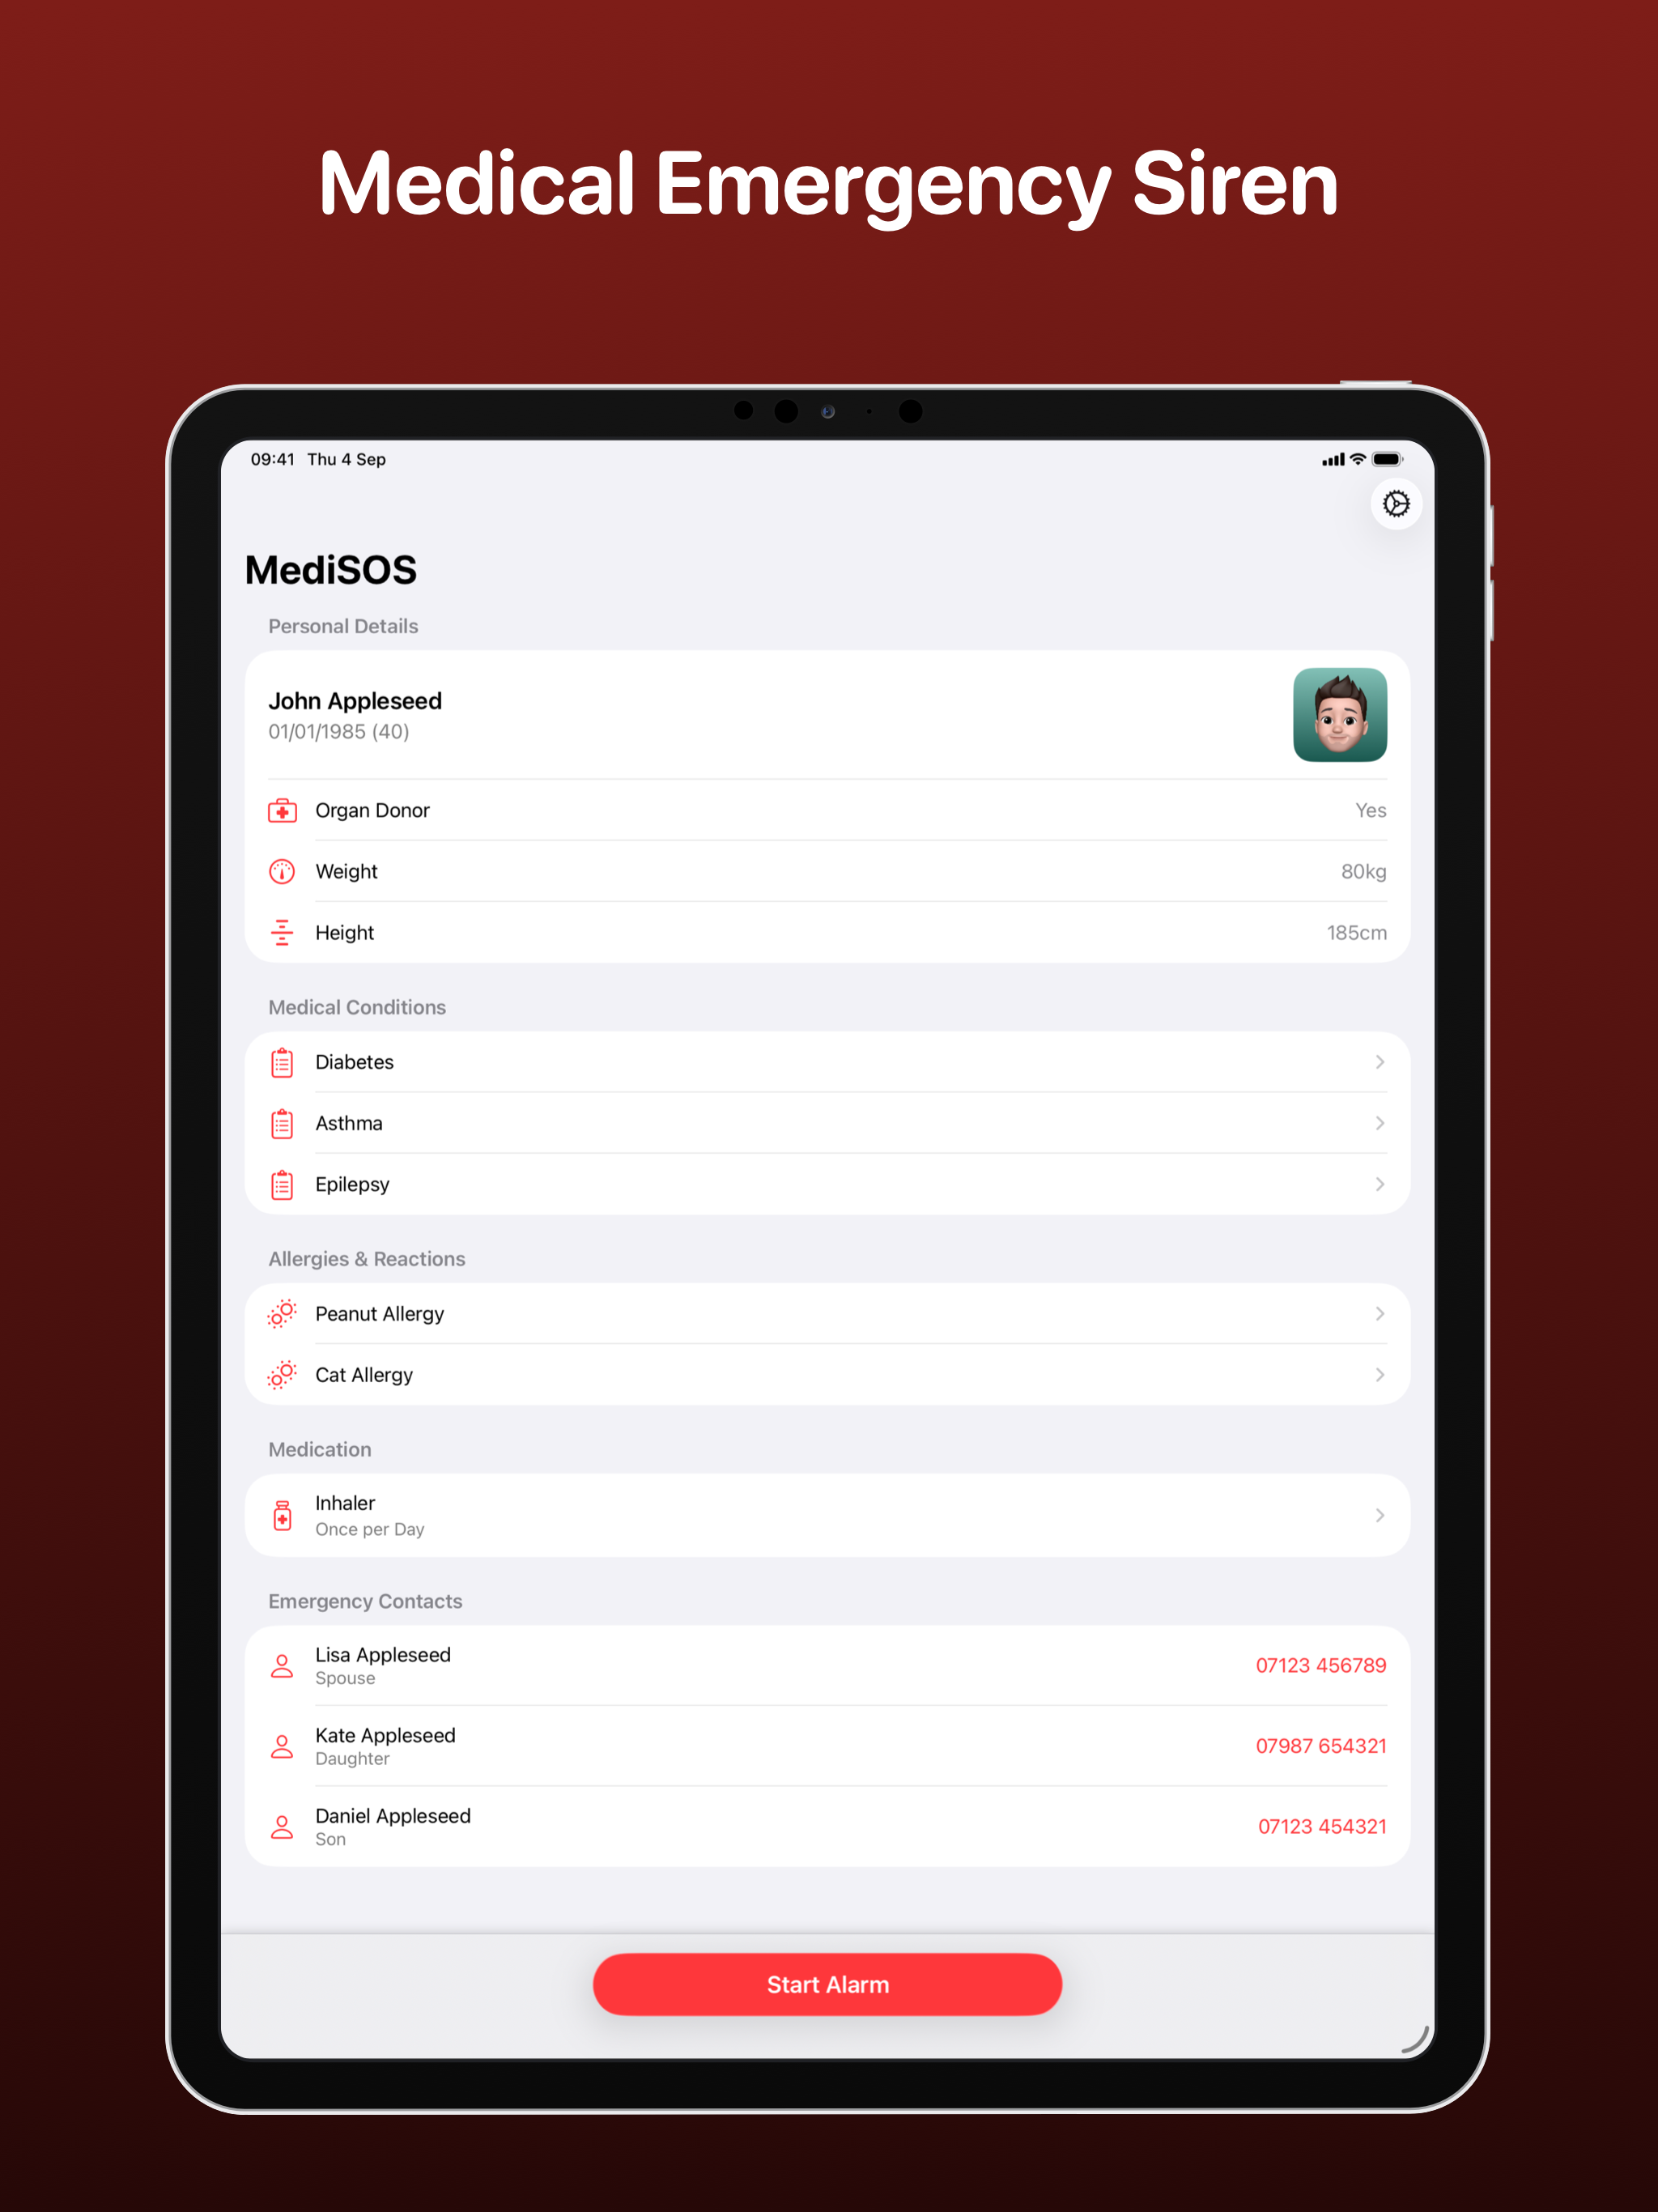 Medical Emergency Siren
09:41 Thu 4 Sep
MediSOS
Personal Details
John Appleseed
01/01/1985 (40)
Organ Donor Yes
Weight 80kg
Height 185cm
Medical Conditions
Diabetes
Asthma
Epilepsy
Allergies & Reactions
Peanut Allergy
Cat Allergy
Medication
Inhaler
Once per Day
Emergency Contacts
Lisa Appleseed
Spouse
07123 456789
Kate Appleseed
Daughter
07987 654321
Daniel Appleseed
Son
07123 454321
Start Alarm